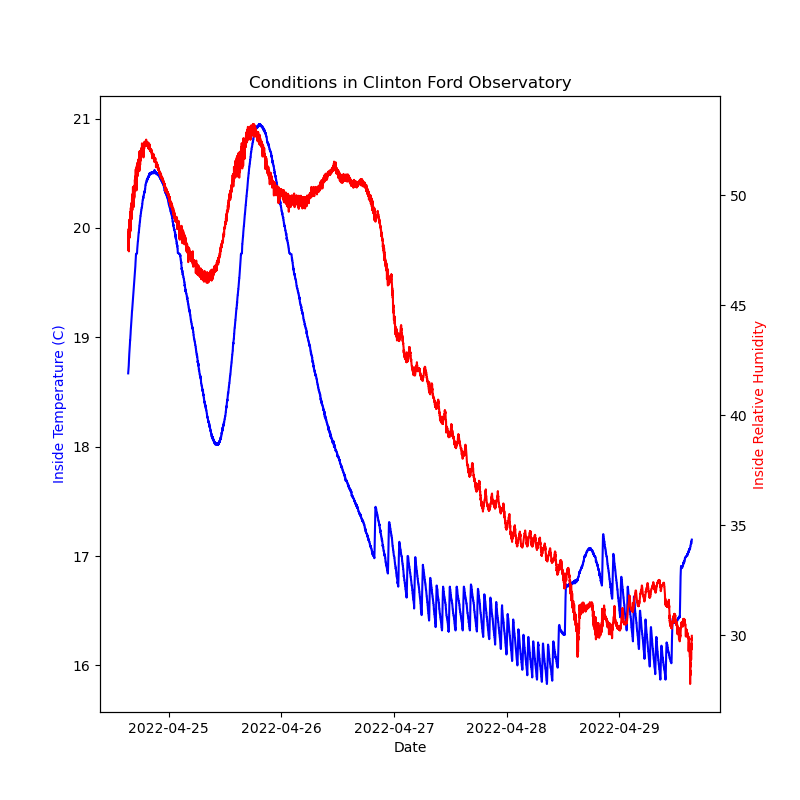 Conditions in Clinton Ford Observatory
21
20
19
18
17
16
Inside Temperature (C)
50
45
40
35
30
Inside Relative Humidity
2022-04-25 2022-04-26 2022-04-27 2022-04-28 2022-04-29
Date